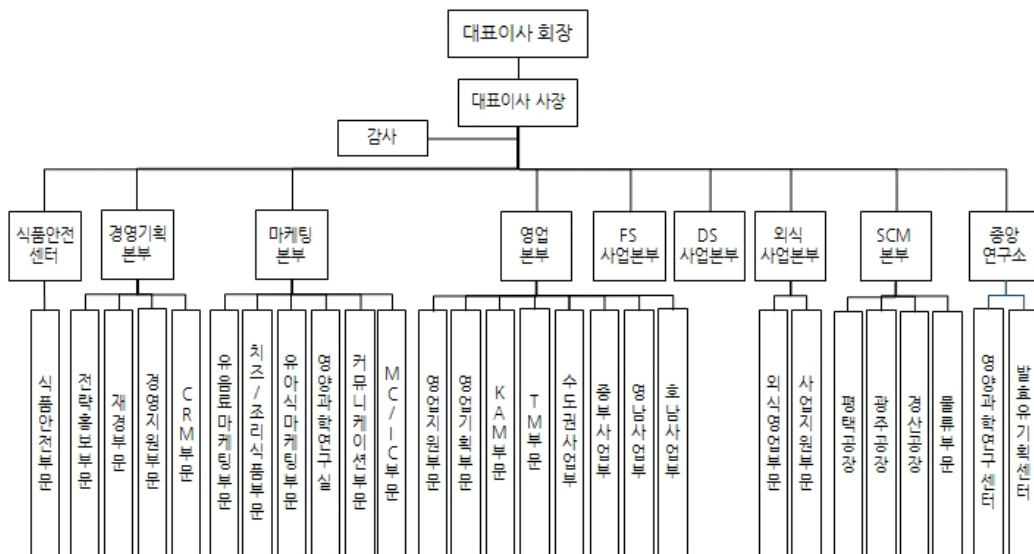 대표이사 회장
대표이사 사장
감사
식품안전
센터
경영기획
본부
마케팅
본부
영업
본부
FS
사업본부
DS
사업본부
외식
사업본부
SCM
본부
중앙
연구소
식품안전부문
전략홍보부문
재경부문
경영지원부문
CRM부문
유음료마케팅부문
치즈/조리식품부문
유아식마케팅부문
영양과학연구실
커뮤니케이션부문
MC/IC부문
영업지원부문
영업기획부문
KAM부문
TM부문
수도권사업부
중부사업부
영남사업부
호남사업부
외식영업부문
사업지원부문
평택공장
광주공장
경산공장
물류부문
영양과학연구센터
발효유기획센터